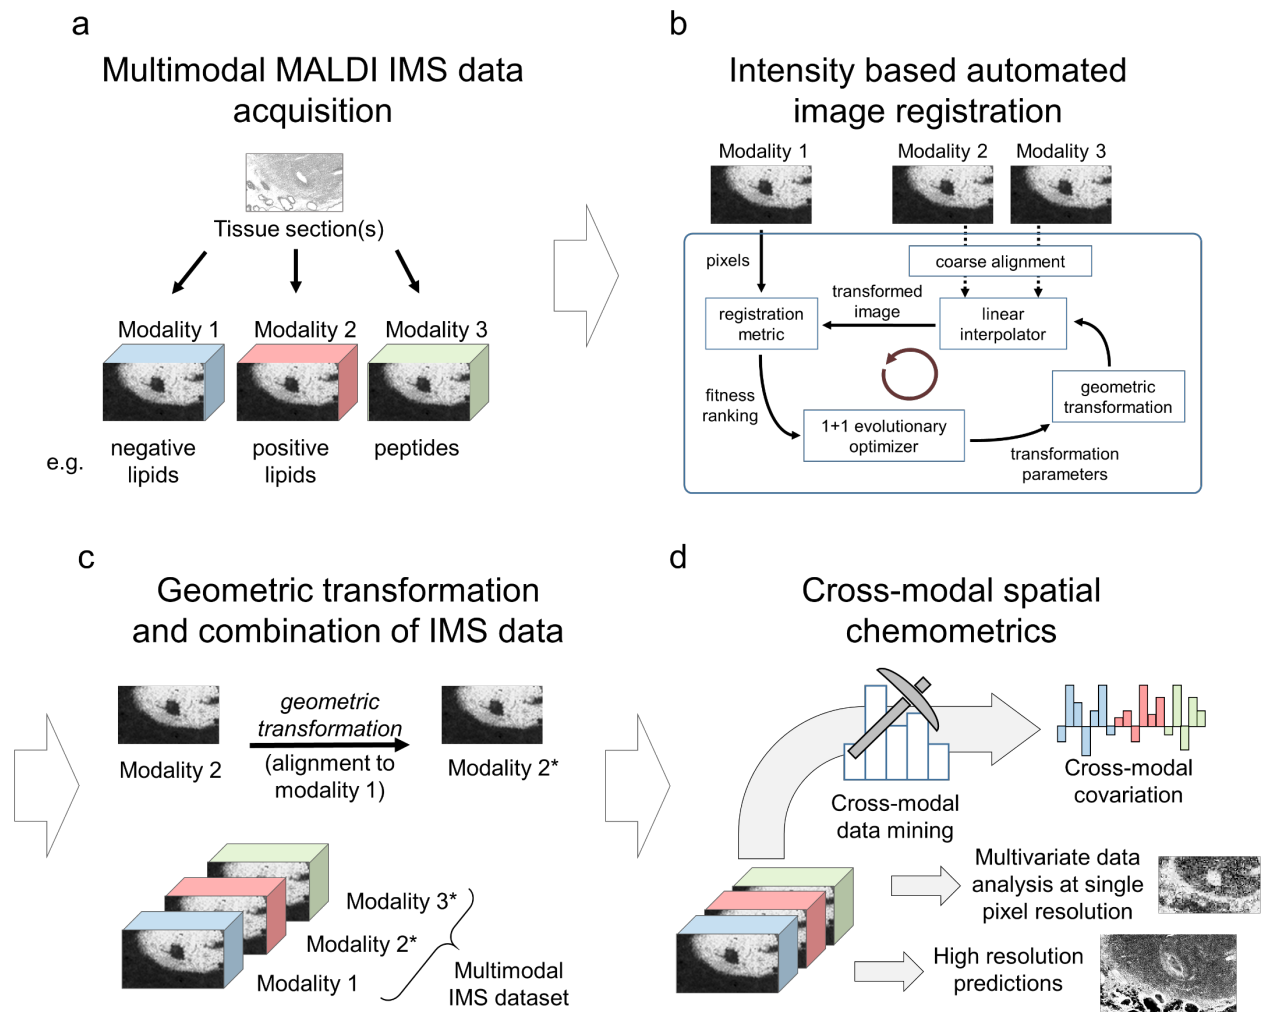 a
Multimodal MALDI IMS data
acquisition
Tissue section(s)
Modality 1
Modality 2
Modality 3
e.g.
negative
lipids
positive
lipids
peptides
b
Intensity based automated
image registration
Modality 1
Modality 2
Modality 3
pixels
coarse alignment
registration
metric
transformed
image
linear
interpolator
fitness
ranking
geometric
transformation
1+1 evolutionary
optimizer
transformation
parameters
c
Geometric transformation
and combination of IMS data
geometric
transformation
(alignment to
modality 1)
Modality 2
Modality 2*
Modality 3*
Modality 2*
Modality 1
Multimodal
IMS dataset
d
Cross-modal spatial
chemometrics
Cross-modal
data mining
Cross-modal
covariation
Multivariate data
analysis at single
pixel resolution
High resolution
predictions